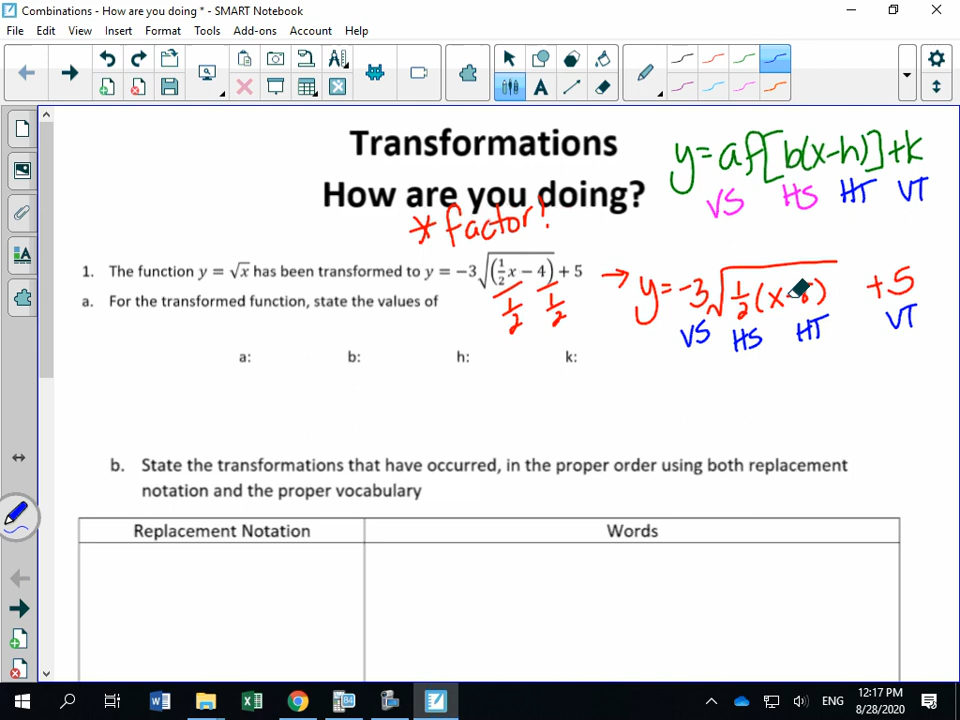 Combinations - How are you doing * - SMART Notebook
File Edit View Insert Format Tools Add-ons Account Help
Transformations
y=af[b(x-h)]+k
How are you doing?
VS HS HT VT
*factor!
1. The function y = √x has been transformed to y = −3√(½x − 4) + 5
→ y=-3√½(x-8) +5
a. For the transformed function, state the values of
½ ½
VS HS HT VT
a: b: h: k:
b. State the transformations that have occurred, in the proper order using both replacement
notation and the proper vocabulary
Replacement Notation Words
ENG
12:17 PM
8/28/2020